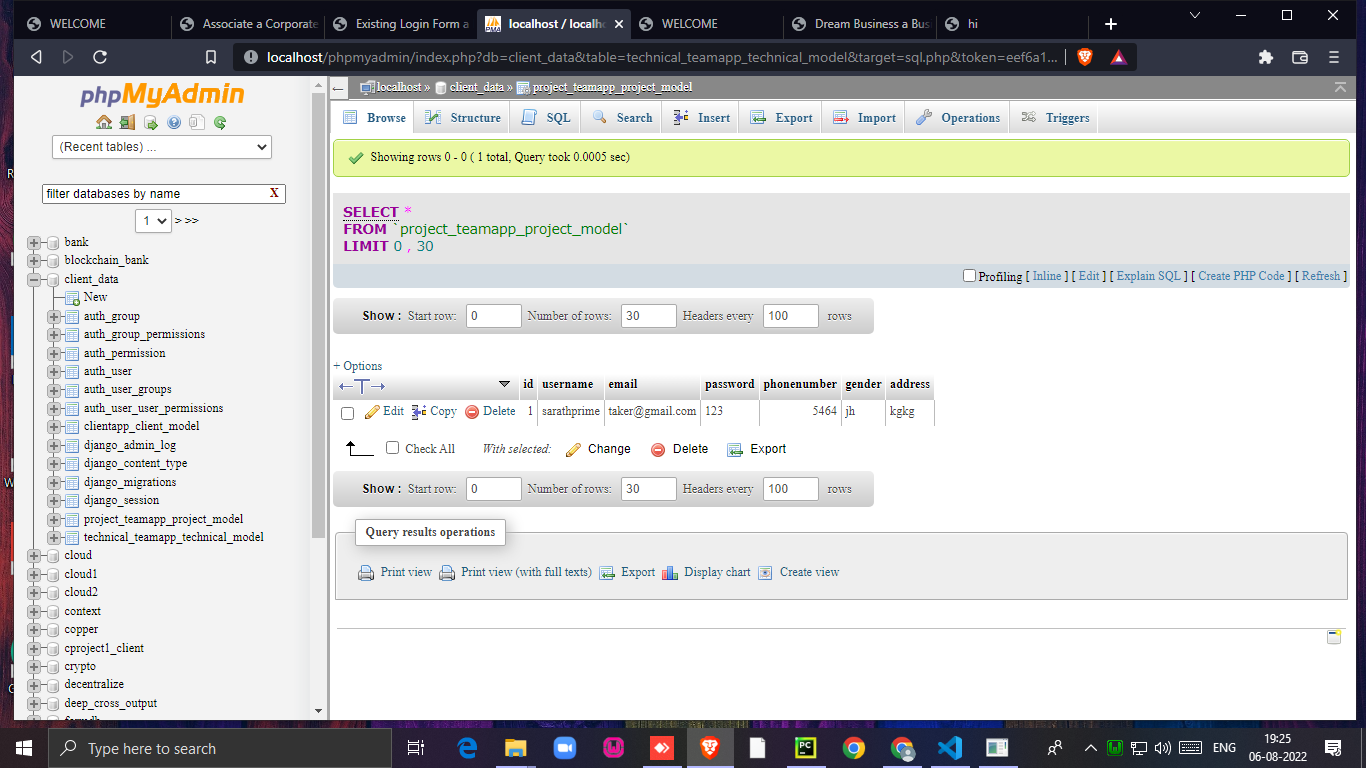 WELCOME
Associate a Corporate
Existing Login Form a
localhost / localh
WELCOME
Dream Business a Bus
hi
localhost/phpmyadmin/index.php?db=client_data&table=technical_teamapp_technical_model&target=sql.php&token=eef6a1...
phpMyAdmin
(Recent tables) ...
filter databases by name X
1 > >>
bank
blockchain_bank
client_data
New
auth_group
auth_group_permissions
auth_permission
auth_user
auth_user_groups
auth_user_user_permissions
clientapp_client_model
django_admin_log
django_content_type
django_migrations
django_session
project_teamapp_project_model
technical_teamapp_technical_model
cloud
cloud1
cloud2
context
copper
cproject1_client
crypto
decentralize
deep_cross_output
localhost » client_data » project_teamapp_project_model
Browse Structure SQL Search Insert Export Import Operations Triggers
Showing rows 0 - 0 ( 1 total, Query took 0.0005 sec)
SELECT *
FROM `project_teamapp_project_model`
LIMIT 0 , 30
Profiling [ Inline ] [ Edit ] [ Explain SQL ] [ Create PHP Code ] [ Refresh ]
Show : Start row: 0 Number of rows: 30 Headers every 100 rows
+ Options
←T→ id username email password phonenumber gender address
Edit Copy Delete 1 sarathprime taker@gmail.com 123 5464 jh kgkg
Check All With selected: Change Delete Export
Show : Start row: 0 Number of rows: 30 Headers every 100 rows
Query results operations
Print view Print view (with full texts) Export Display chart Create view
Type here to search
ENG
19:25
06-08-2022